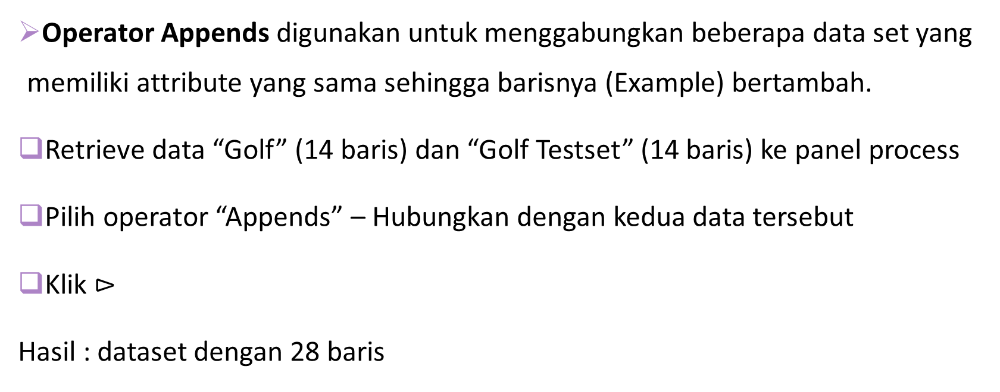 ➢Operator Appends digunakan untuk menggabungkan beberapa data set yang
memiliki attribute yang sama sehingga barisnya (Example) bertambah.
❑Retrieve data “Golf” (14 baris) dan “Golf Testset” (14 baris) ke panel process
❑Pilih operator “Appends” – Hubungkan dengan kedua data tersebut
❑Klik ⊳
Hasil : dataset dengan 28 baris